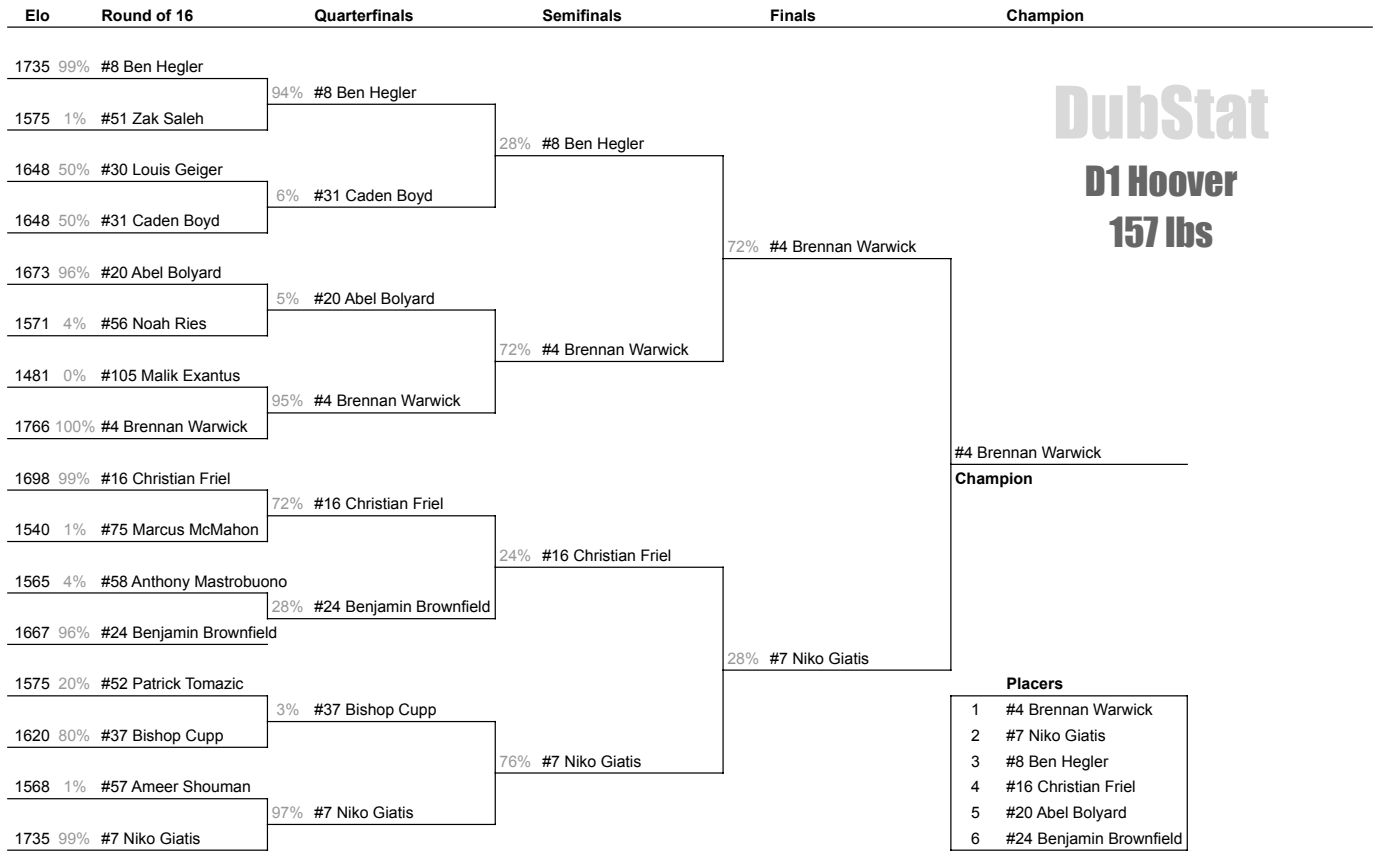 Elo Round of 16 Quarterfinals Semifinals Finals Champion
1735 99% #8 Ben Hegler
94% #8 Ben Hegler
DubStat
1575 1% #51 Zak Saleh
28% #8 Ben Hegler
1648 50% #30 Louis Geiger
D1 Hoover
6% #31 Caden Boyd
1648 50% #31 Caden Boyd
157 lbs
72% #4 Brennan Warwick
1673 96% #20 Abel Bolyard
5% #20 Abel Bolyard
1571 4% #56 Noah Ries
72% #4 Brennan Warwick
1481 0% #105 Malik Exantus
95% #4 Brennan Warwick
1766 100% #4 Brennan Warwick
#4 Brennan Warwick
1698 99% #16 Christian Friel
Champion
72% #16 Christian Friel
1540 1% #75 Marcus McMahon
24% #16 Christian Friel
1565 4% #58 Anthony Mastrobuono
28% #24 Benjamin Brownfield
1667 96% #24 Benjamin Brownfield
28% #7 Niko Giatis
1575 20% #52 Patrick Tomazic
Placers
3% #37 Bishop Cupp
1 #4 Brennan Warwick
1620 80% #37 Bishop Cupp
2 #7 Niko Giatis
76% #7 Niko Giatis
3 #8 Ben Hegler
1568 1% #57 Ameer Shouman
4 #16 Christian Friel
97% #7 Niko Giatis
5 #20 Abel Bolyard
1735 99% #7 Niko Giatis
6 #24 Benjamin Brownfield